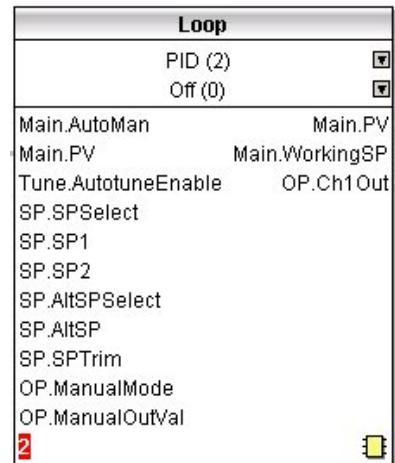 Loop
PID (2)
Off (0)
Main.AutoMan Main.PV
Main.PV Main.WorkingSP
Tune.AutotuneEnable OP.Ch1Out
SP.SPSelect
SP.SP1
SP.SP2
SP.AltSPSelect
SP.AltSP
SP.SPTrim
OP.ManualMode
OP.ManualOutVal
2